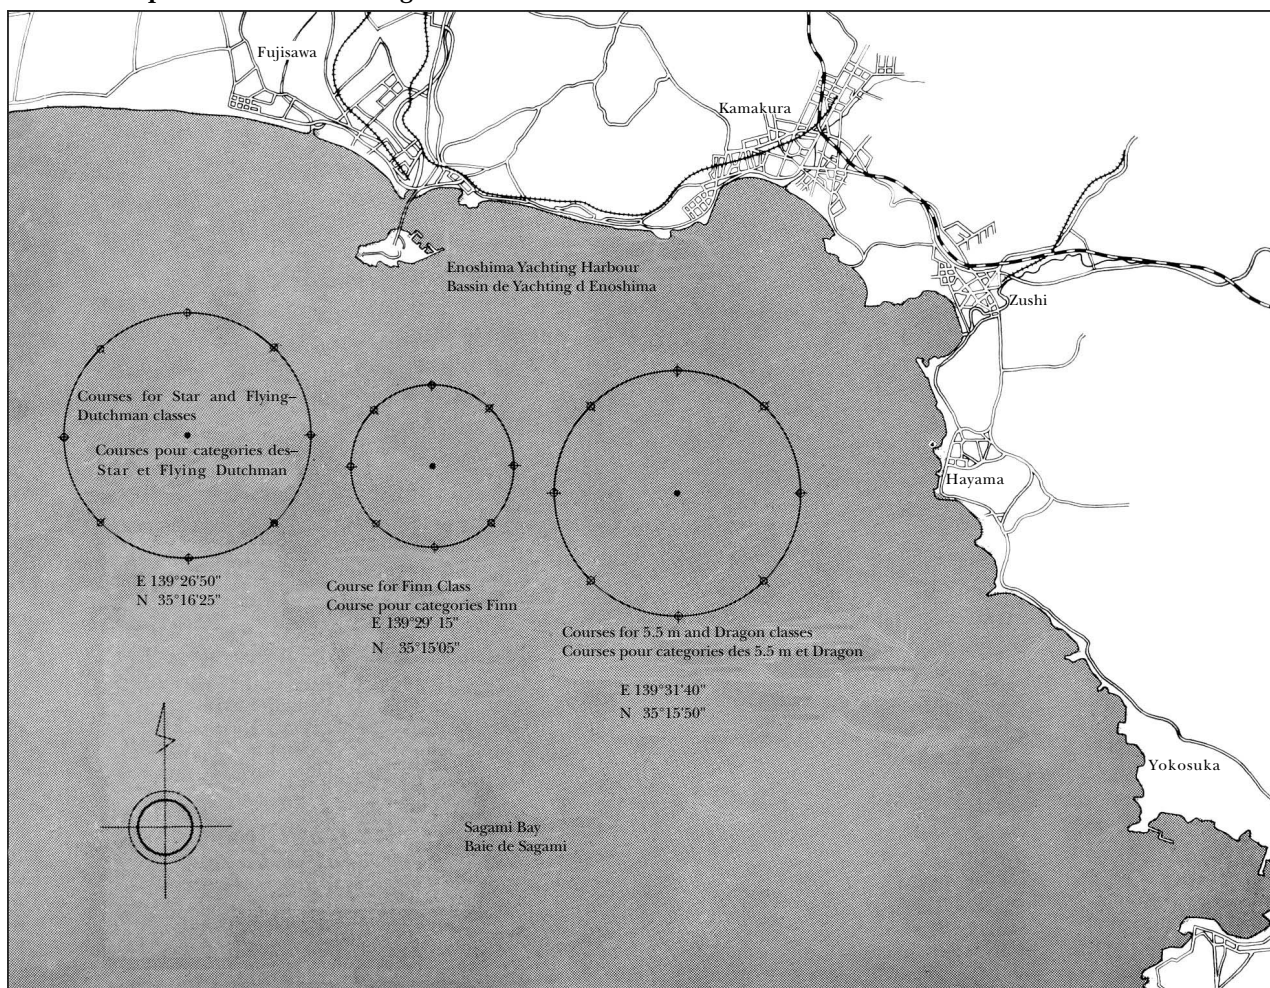 Fujisawa
Kamakura
Enoshima Yachting Harbour
Bassin de Yachting d Enoshima
Zushi
Courses for Star and Flying–
Dutchman classes
Courses pour categories des–
Star et Flying Dutchman
Hayama
E 139°26'50"
N 35°16'25"
Course for Finn Class
Course pour categories Finn
E 139°29' 15"
N 35°15'05"
Courses for 5.5 m and Dragon classes
Courses pour categories des 5.5 m et Dragon
E 139°31'40"
N 35°15'50"
Yokosuka
Sagami Bay
Baie de Sagami